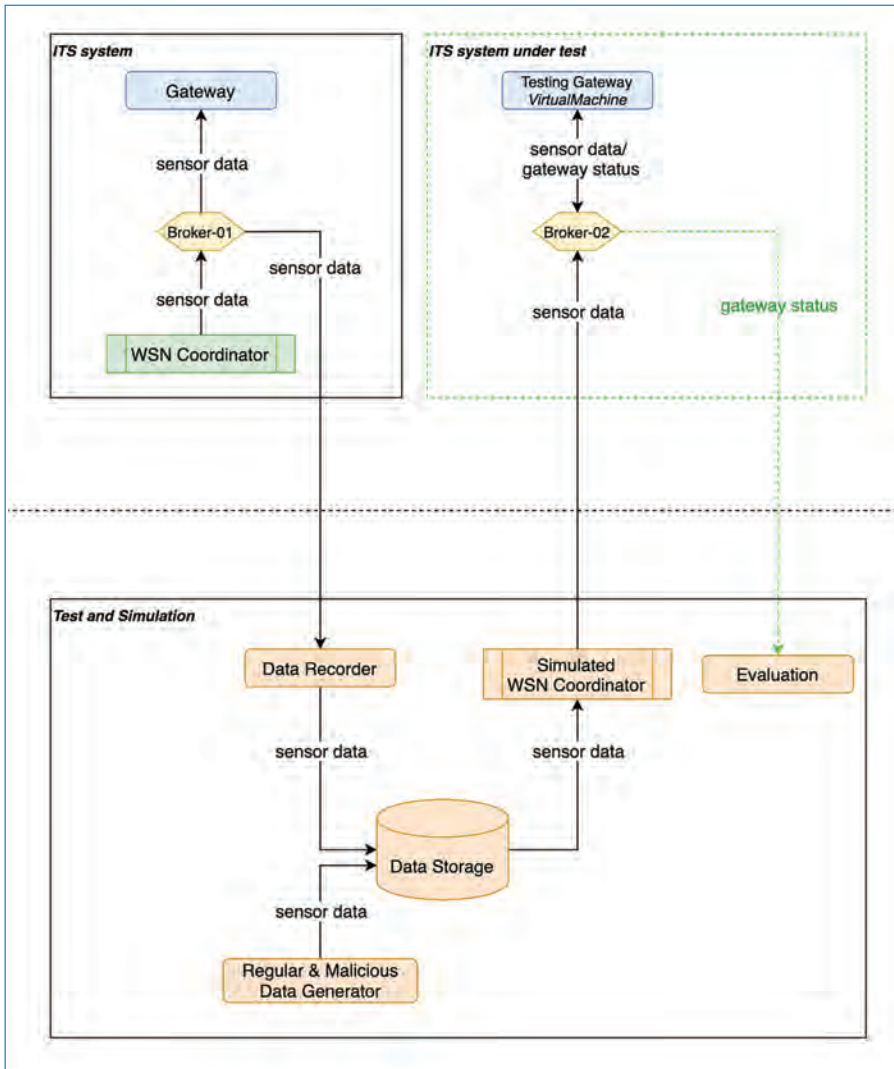 ITS system
Gateway
sensor data
Broker-01
sensor data
sensor data
WSN Coordinator
ITS system under test
Testing Gateway
VirtualMachine
sensor data/
gateway status
Broker-02
sensor data
gateway status
Test and Simulation
Data Recorder
Simulated
WSN Coordinator
Evaluation
sensor data
sensor data
Data Storage
sensor data
Regular & Malicious
Data Generator